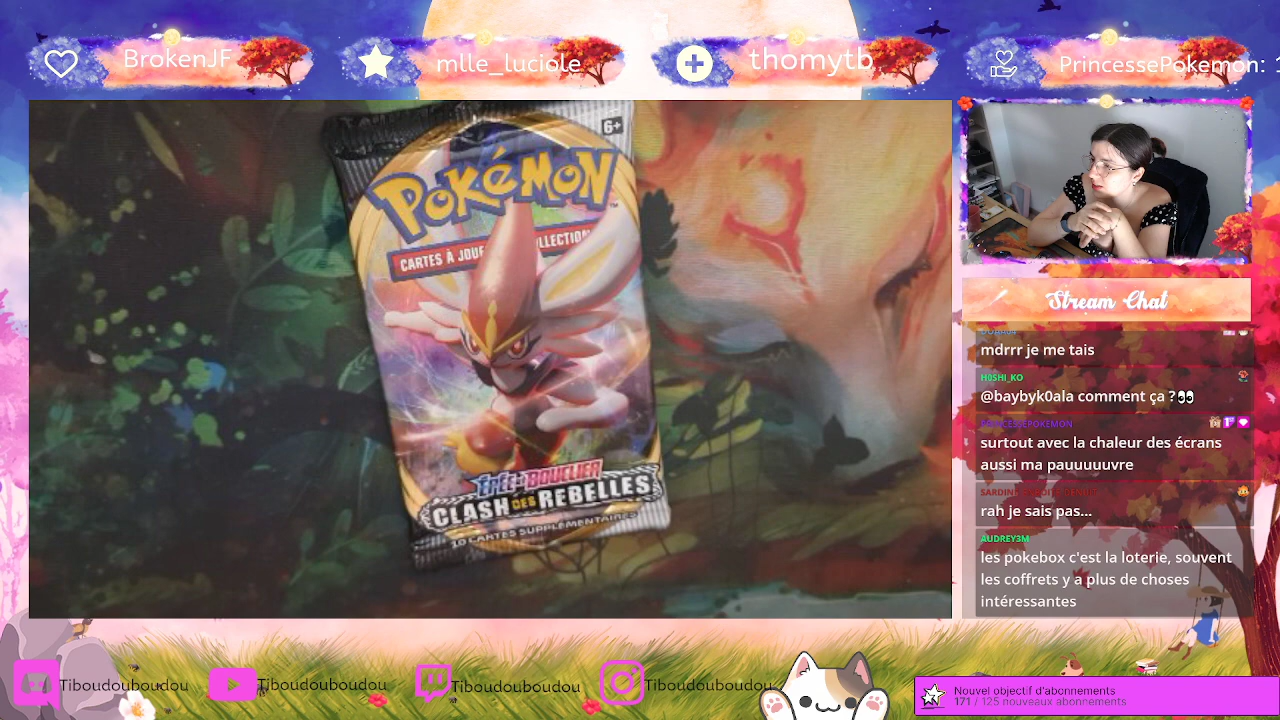 BrokenJF
mlle_luciole
thomytb
PrincessePokemon: 1
6+
POKÉMON
CARTES À JOUER
ÉPÉE ET BOUCLIER
CLASH DES REBELLES
10 CARTES SUPPLÉMENTAIRES
Stream Chat
mdrrr je me tais
H0SHI_KO
@baybyk0ala comment ça ?👀
PRINCESSEPOKEMON
surtout avec la chaleur des écrans
aussi ma pauuuuuvre
rah je sais pas...
AUDREY3M
les pokebox c'est la loterie, souvent
les coffrets y a plus de choses
intéressantes
Tiboudouboudou
Tiboudouboudou
Tiboudouboudou
Tiboudouboudou
Nouvel objectif d'abonnements
171 / 125 nouveaux abonnements